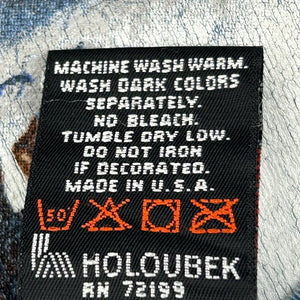 MACHINE WASH WARM.
WASH DARK COLORS
SEPARATELY.
NO BLEACH.
TUMBLE DRY LOW.
DO NOT IRON
IF DECORATED.
MADE IN U.S.A.
50
HOLOUBEK
RN 72199